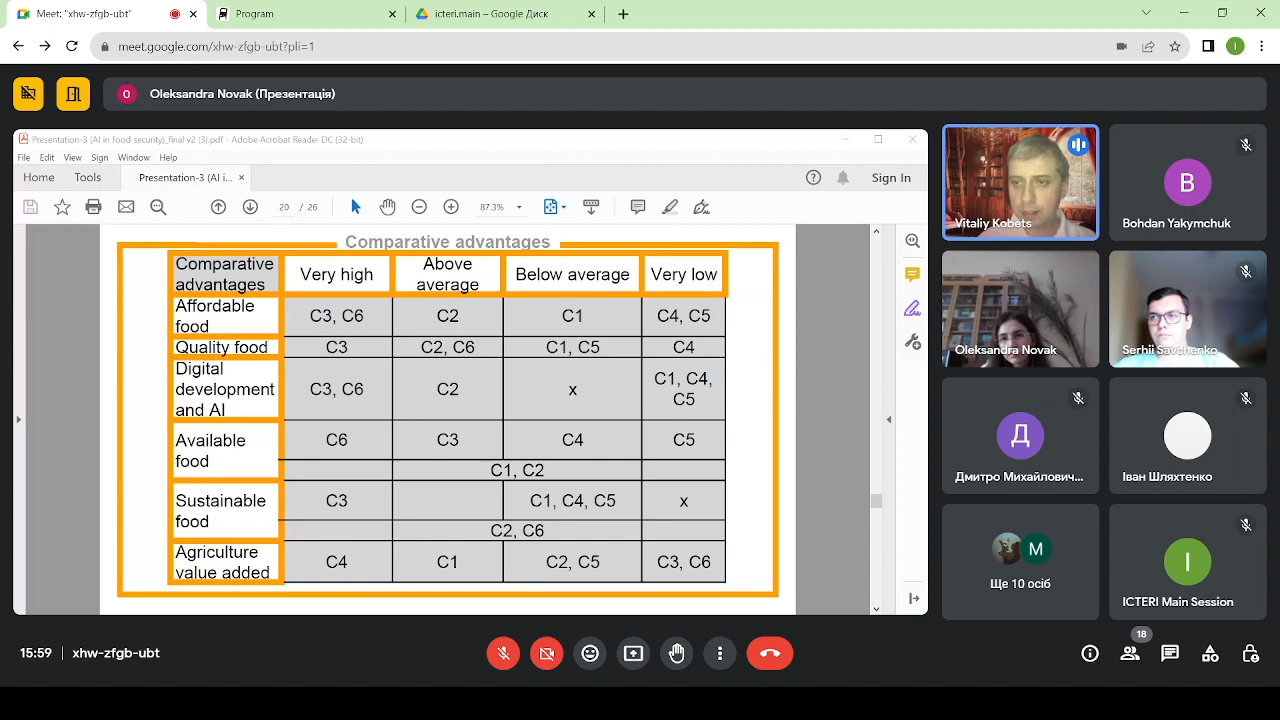 Meet: "xhw-zfgb-ubt"
Program
icteri.main – Google Диск
meet.google.com/xhw-zfgb-ubt?pli=1
I
O Oleksandra Novak (Презентація)
Presentation-3 (AI in food security)_final v2 (3).pdf - Adobe Acrobat Reader DC (32-bit)
File Edit View Sign Window Help
Home Tools Presentation-3 (AI i... Sign In
20 / 26 87.3%
Comparative advantages
Comparative advantages Very high Above average Below average Very low
Affordable food C3, C6 C2 C1 C4, C5
Quality food C3 C2, C6 C1, C5 C4
Digital development and AI C3, C6 C2 x C1, C4, C5
Available food C6 C3 C4 C5
C1, C2
Sustainable food C3 C1, C4, C5 x
C2, C6
Agriculture value added C4 C1 C2, C5 C3, C6
Vitaliy Kobets
B
Bohdan Yakymchuk
Oleksandra Novak
Serhii Savchenko
Д
Дмитро Михайлович...
Іван Шляхтенко
M
Ще 10 осіб
I
ICTERI Main Session
15:59 | xhw-zfgb-ubt
18